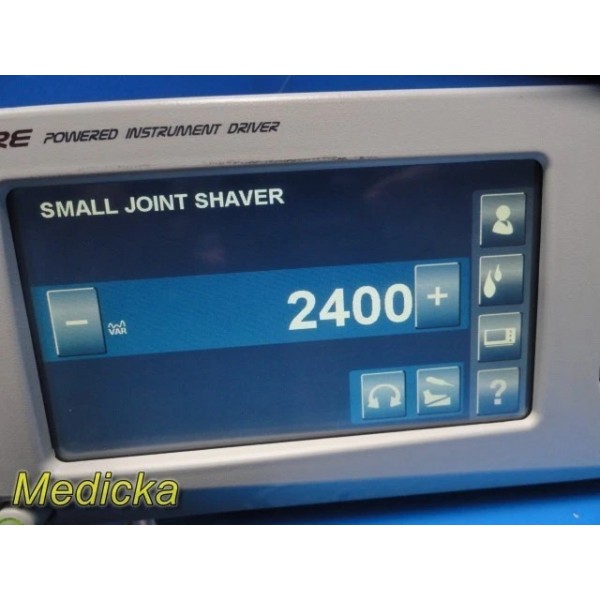 RE POWERED INSTRUMENT DRIVER
SMALL JOINT SHAVER
− VAR 2400 +
?
Medicka